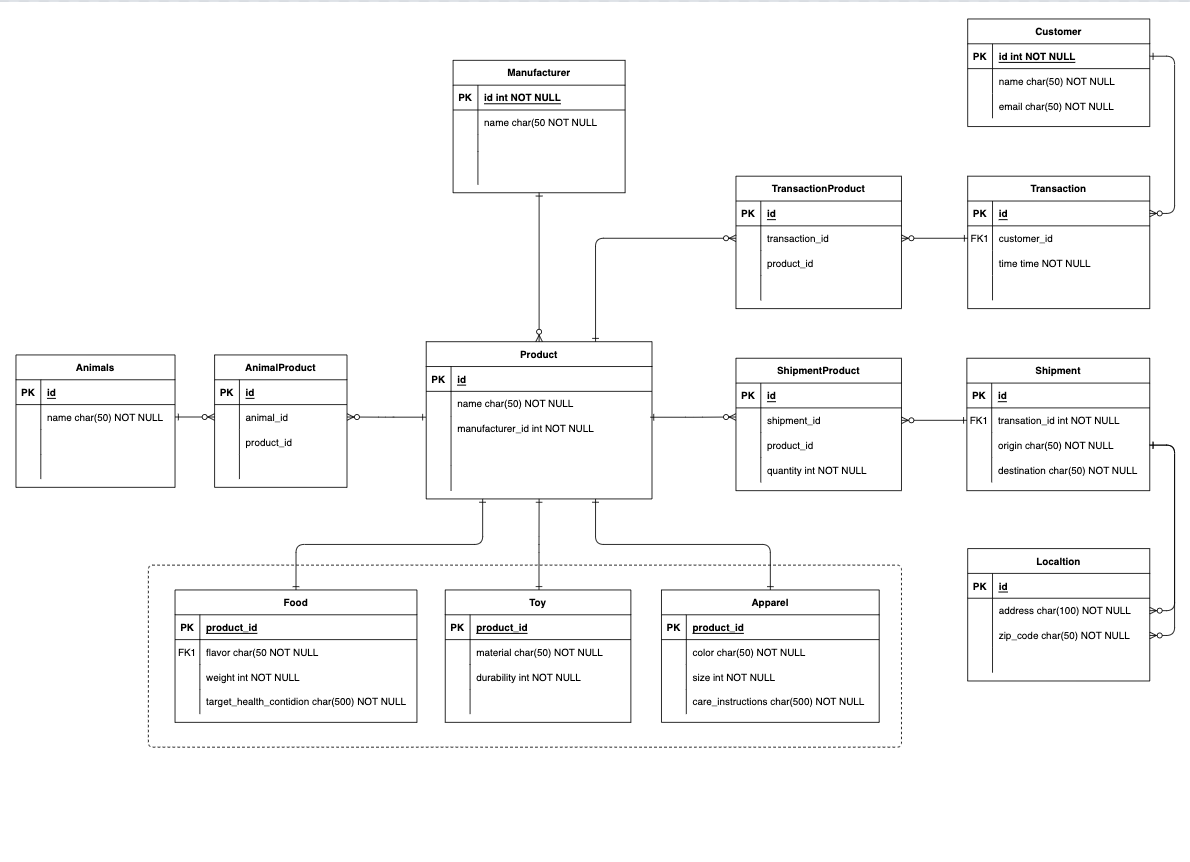 Customer
PK id int NOT NULL
name char(50) NOT NULL
email char(50) NOT NULL
Manufacturer
PK id int NOT NULL
name char(50 NOT NULL
TransactionProduct
PK id
transaction_id
product_id
Transaction
PK id
FK1 customer_id
time time NOT NULL
Animals
PK id
name char(50) NOT NULL
AnimalProduct
PK id
animal_id
product_id
Product
PK id
name char(50) NOT NULL
manufacturer_id int NOT NULL
ShipmentProduct
PK id
shipment_id
product_id
quantity int NOT NULL
Shipment
PK id
FK1 transation_id int NOT NULL
origin char(50) NOT NULL
destination char(50) NOT NULL
Localtion
PK id
address char(100) NOT NULL
zip_code char(50) NOT NULL
Food
PK product_id
FK1 flavor char(50 NOT NULL
weight int NOT NULL
target_health_contidion char(500) NOT NULL
Toy
PK product_id
material char(50) NOT NULL
durability int NOT NULL
Apparel
PK product_id
color char(50) NOT NULL
size int NOT NULL
care_instructions char(500) NOT NULL